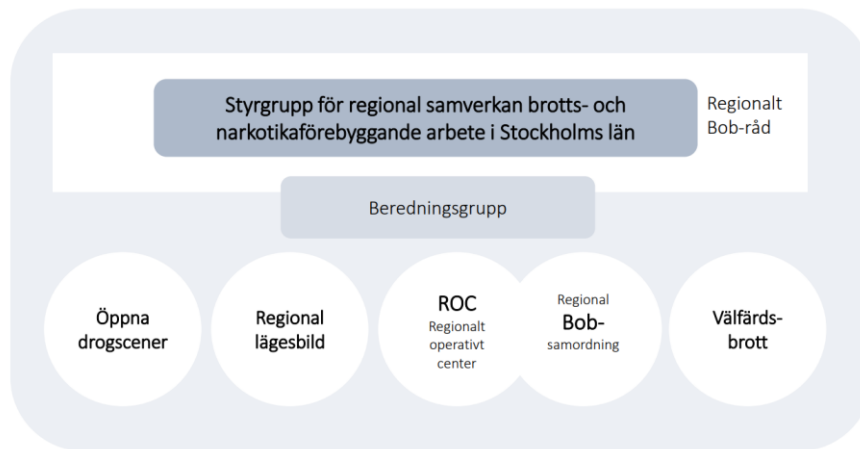 Styrgrupp för regional samverkan brotts- och
narkotikaförebyggande arbete i Stockholms län
Regionalt
Bob-råd
Beredningsgrupp
Öppna
drogscener
Regional
lägesbild
ROC
Regionalt
operativt
center
Regional
Bob-
samordning
Välfärds-
brott